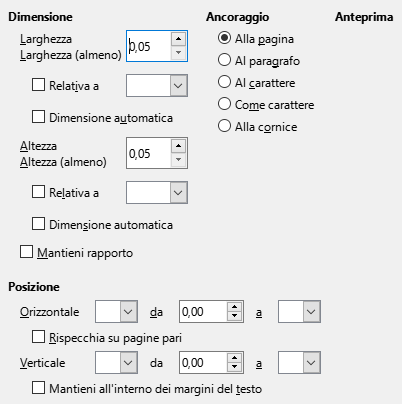 Dimensione Ancoraggio Anteprima
Larghezza
Larghezza (almeno) 0,05 Alla pagina
Al paragrafo
Relativa a Al carattere
Come carattere
Dimensione automatica Alla cornice
Altezza
Altezza (almeno) 0,05
Relativa a
Dimensione automatica
Mantieni rapporto
Posizione
Orizzontale da 0,00 a
Rispecchia su pagine pari
Verticale da 0,00 a
Mantieni all'interno dei margini del testo